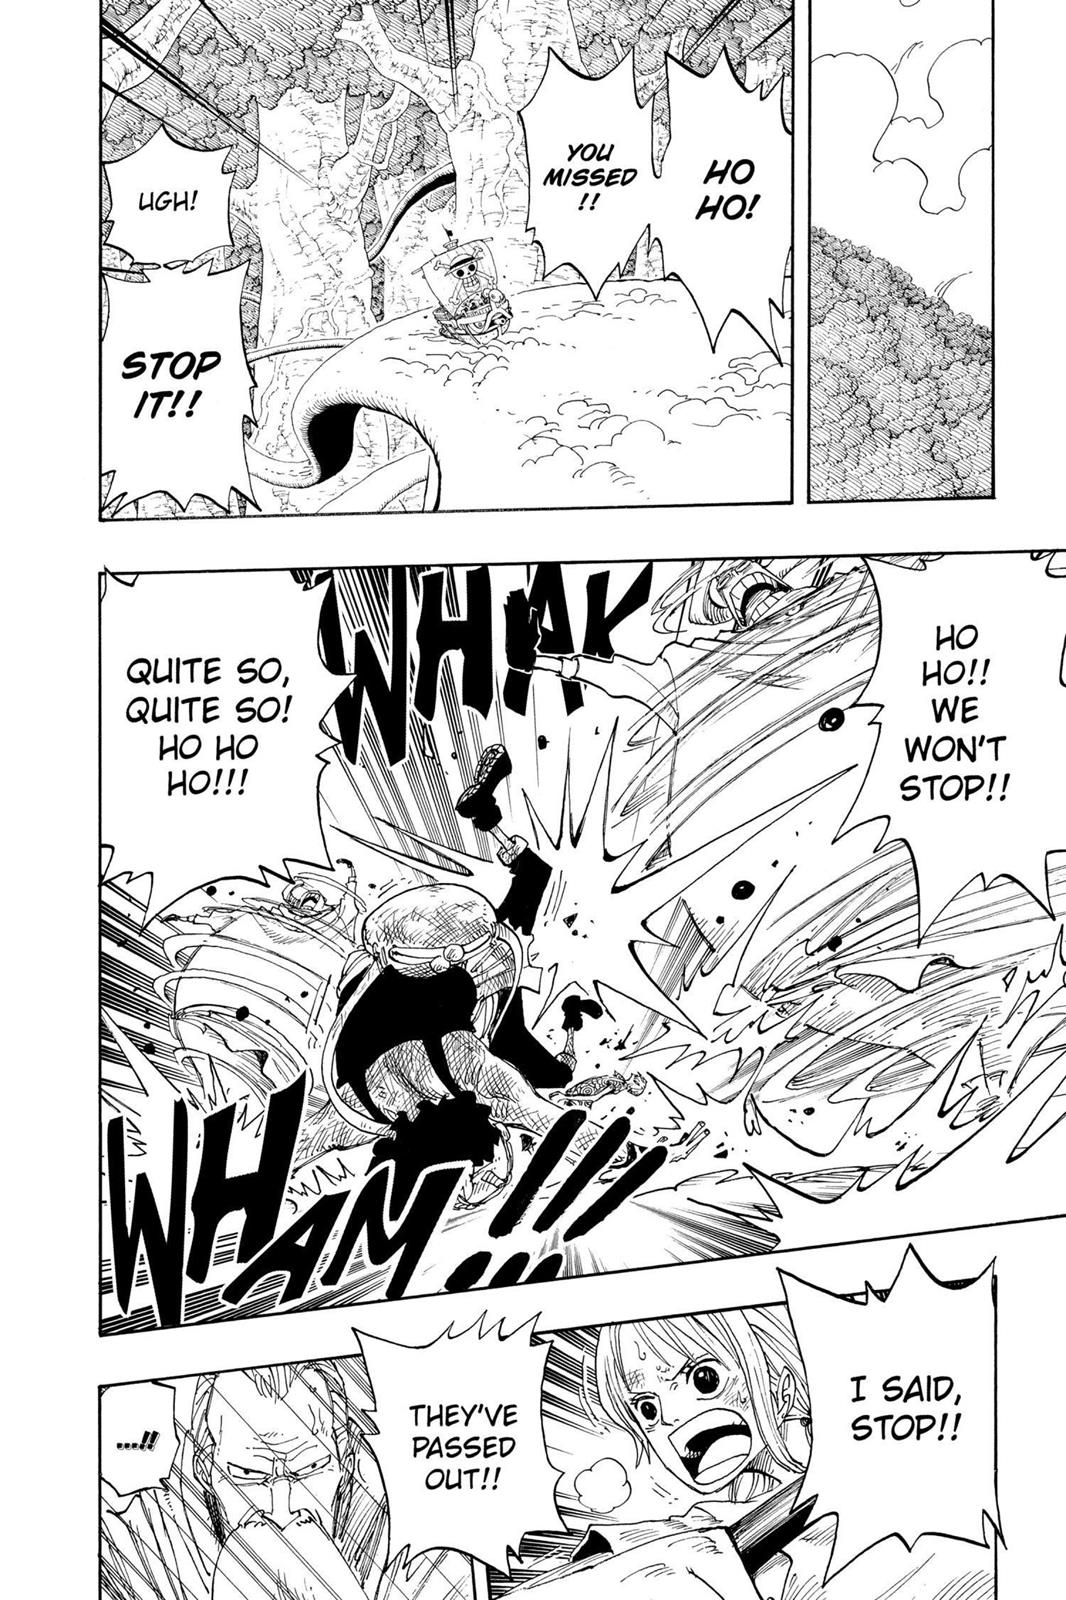 HO
HO!
YOU
MISSED
!!
UGH!
STOP
IT!!
HO
HO!!
WE
WON'T
STOP!!
WHAK
QUITE SO,
QUITE SO!
HO HO
HO!!!
WHAM!!!
!!!
I SAID,
STOP!!
THEY'VE
PASSED
OUT!!
...!!